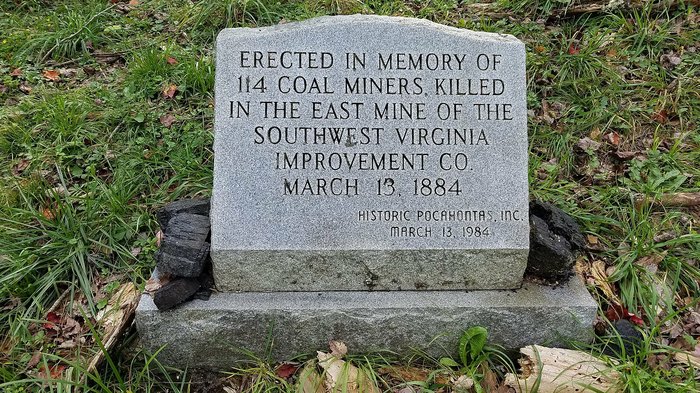 ERECTED IN MEMORY OF
114 COAL MINERS, KILLED
IN THE EAST MINE OF THE
SOUTHWEST VIRGINIA
IMPROVEMENT CO.
MARCH 13, 1884
HISTORIC POCAHONTAS, INC.
MARCH 13, 1984